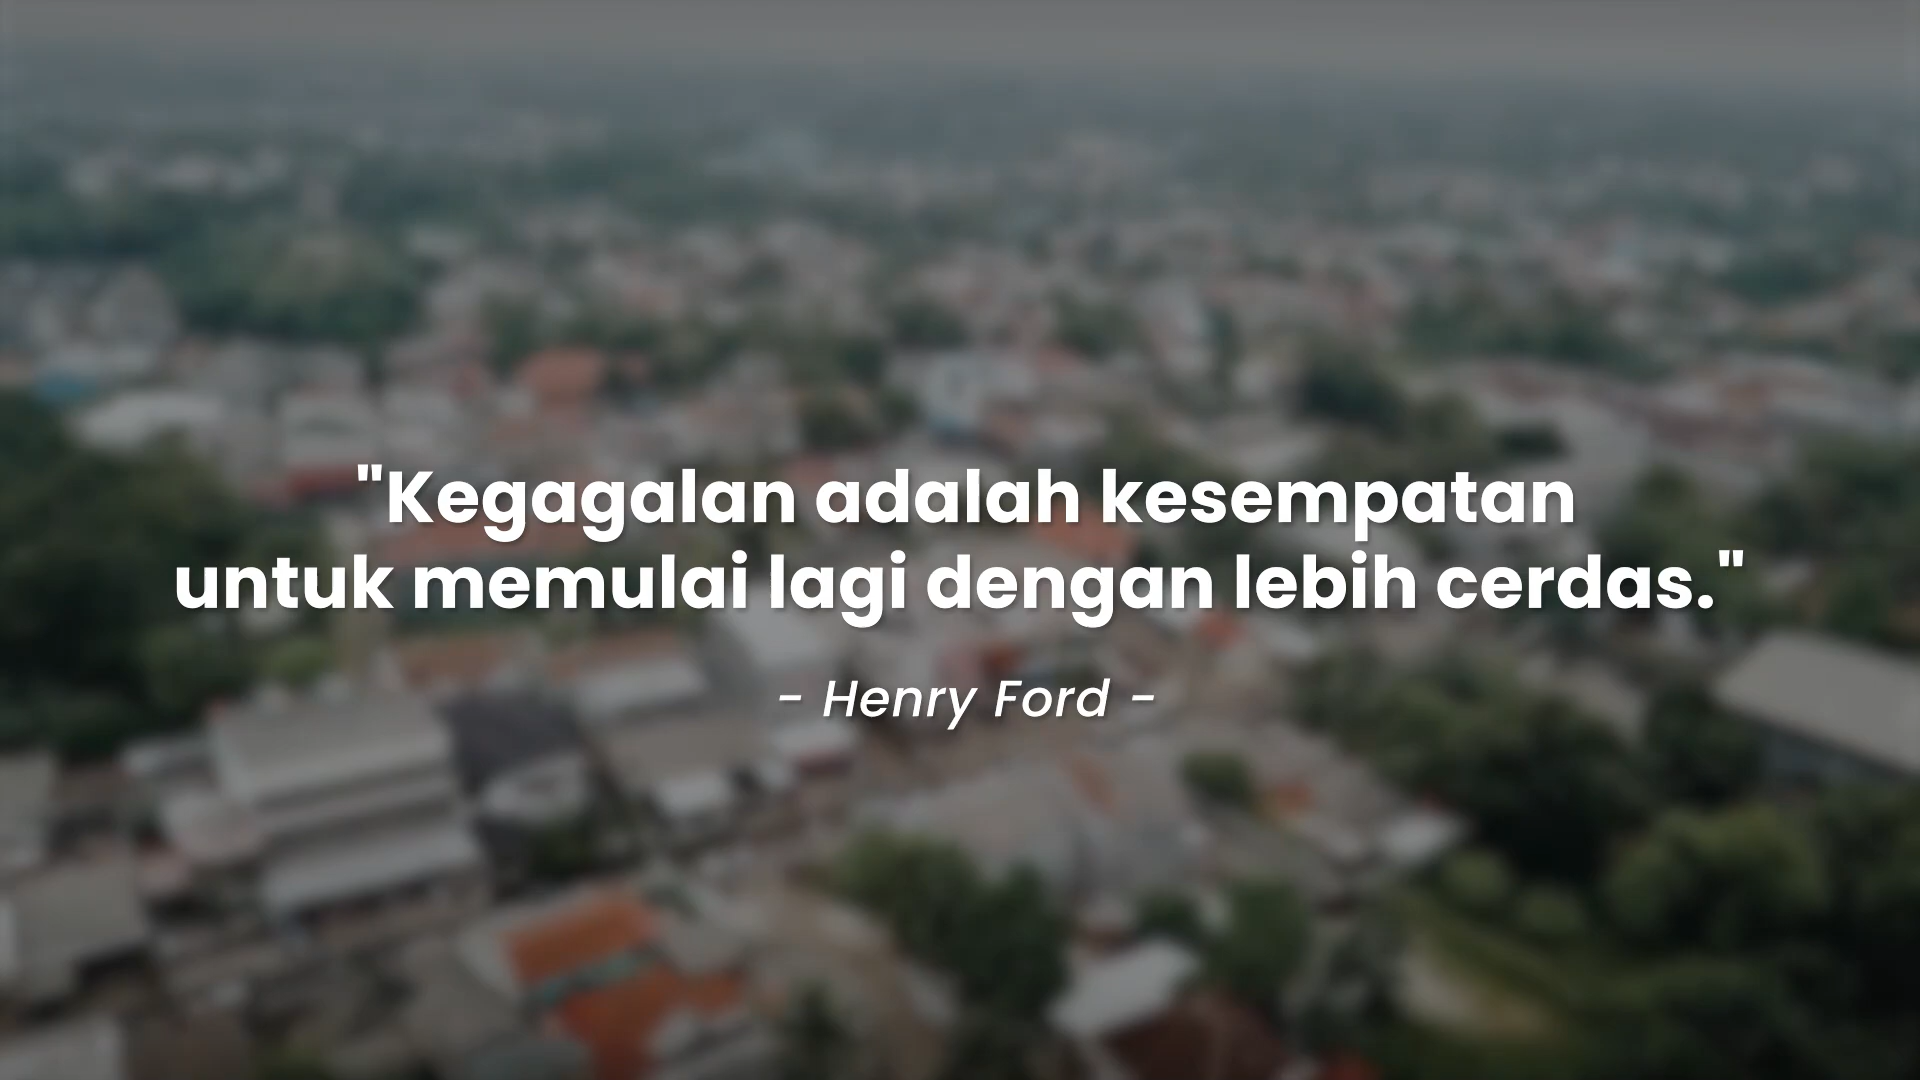 "Kegagalan adalah kesempatan
untuk memulai lagi dengan lebih cerdas."
- Henry Ford -